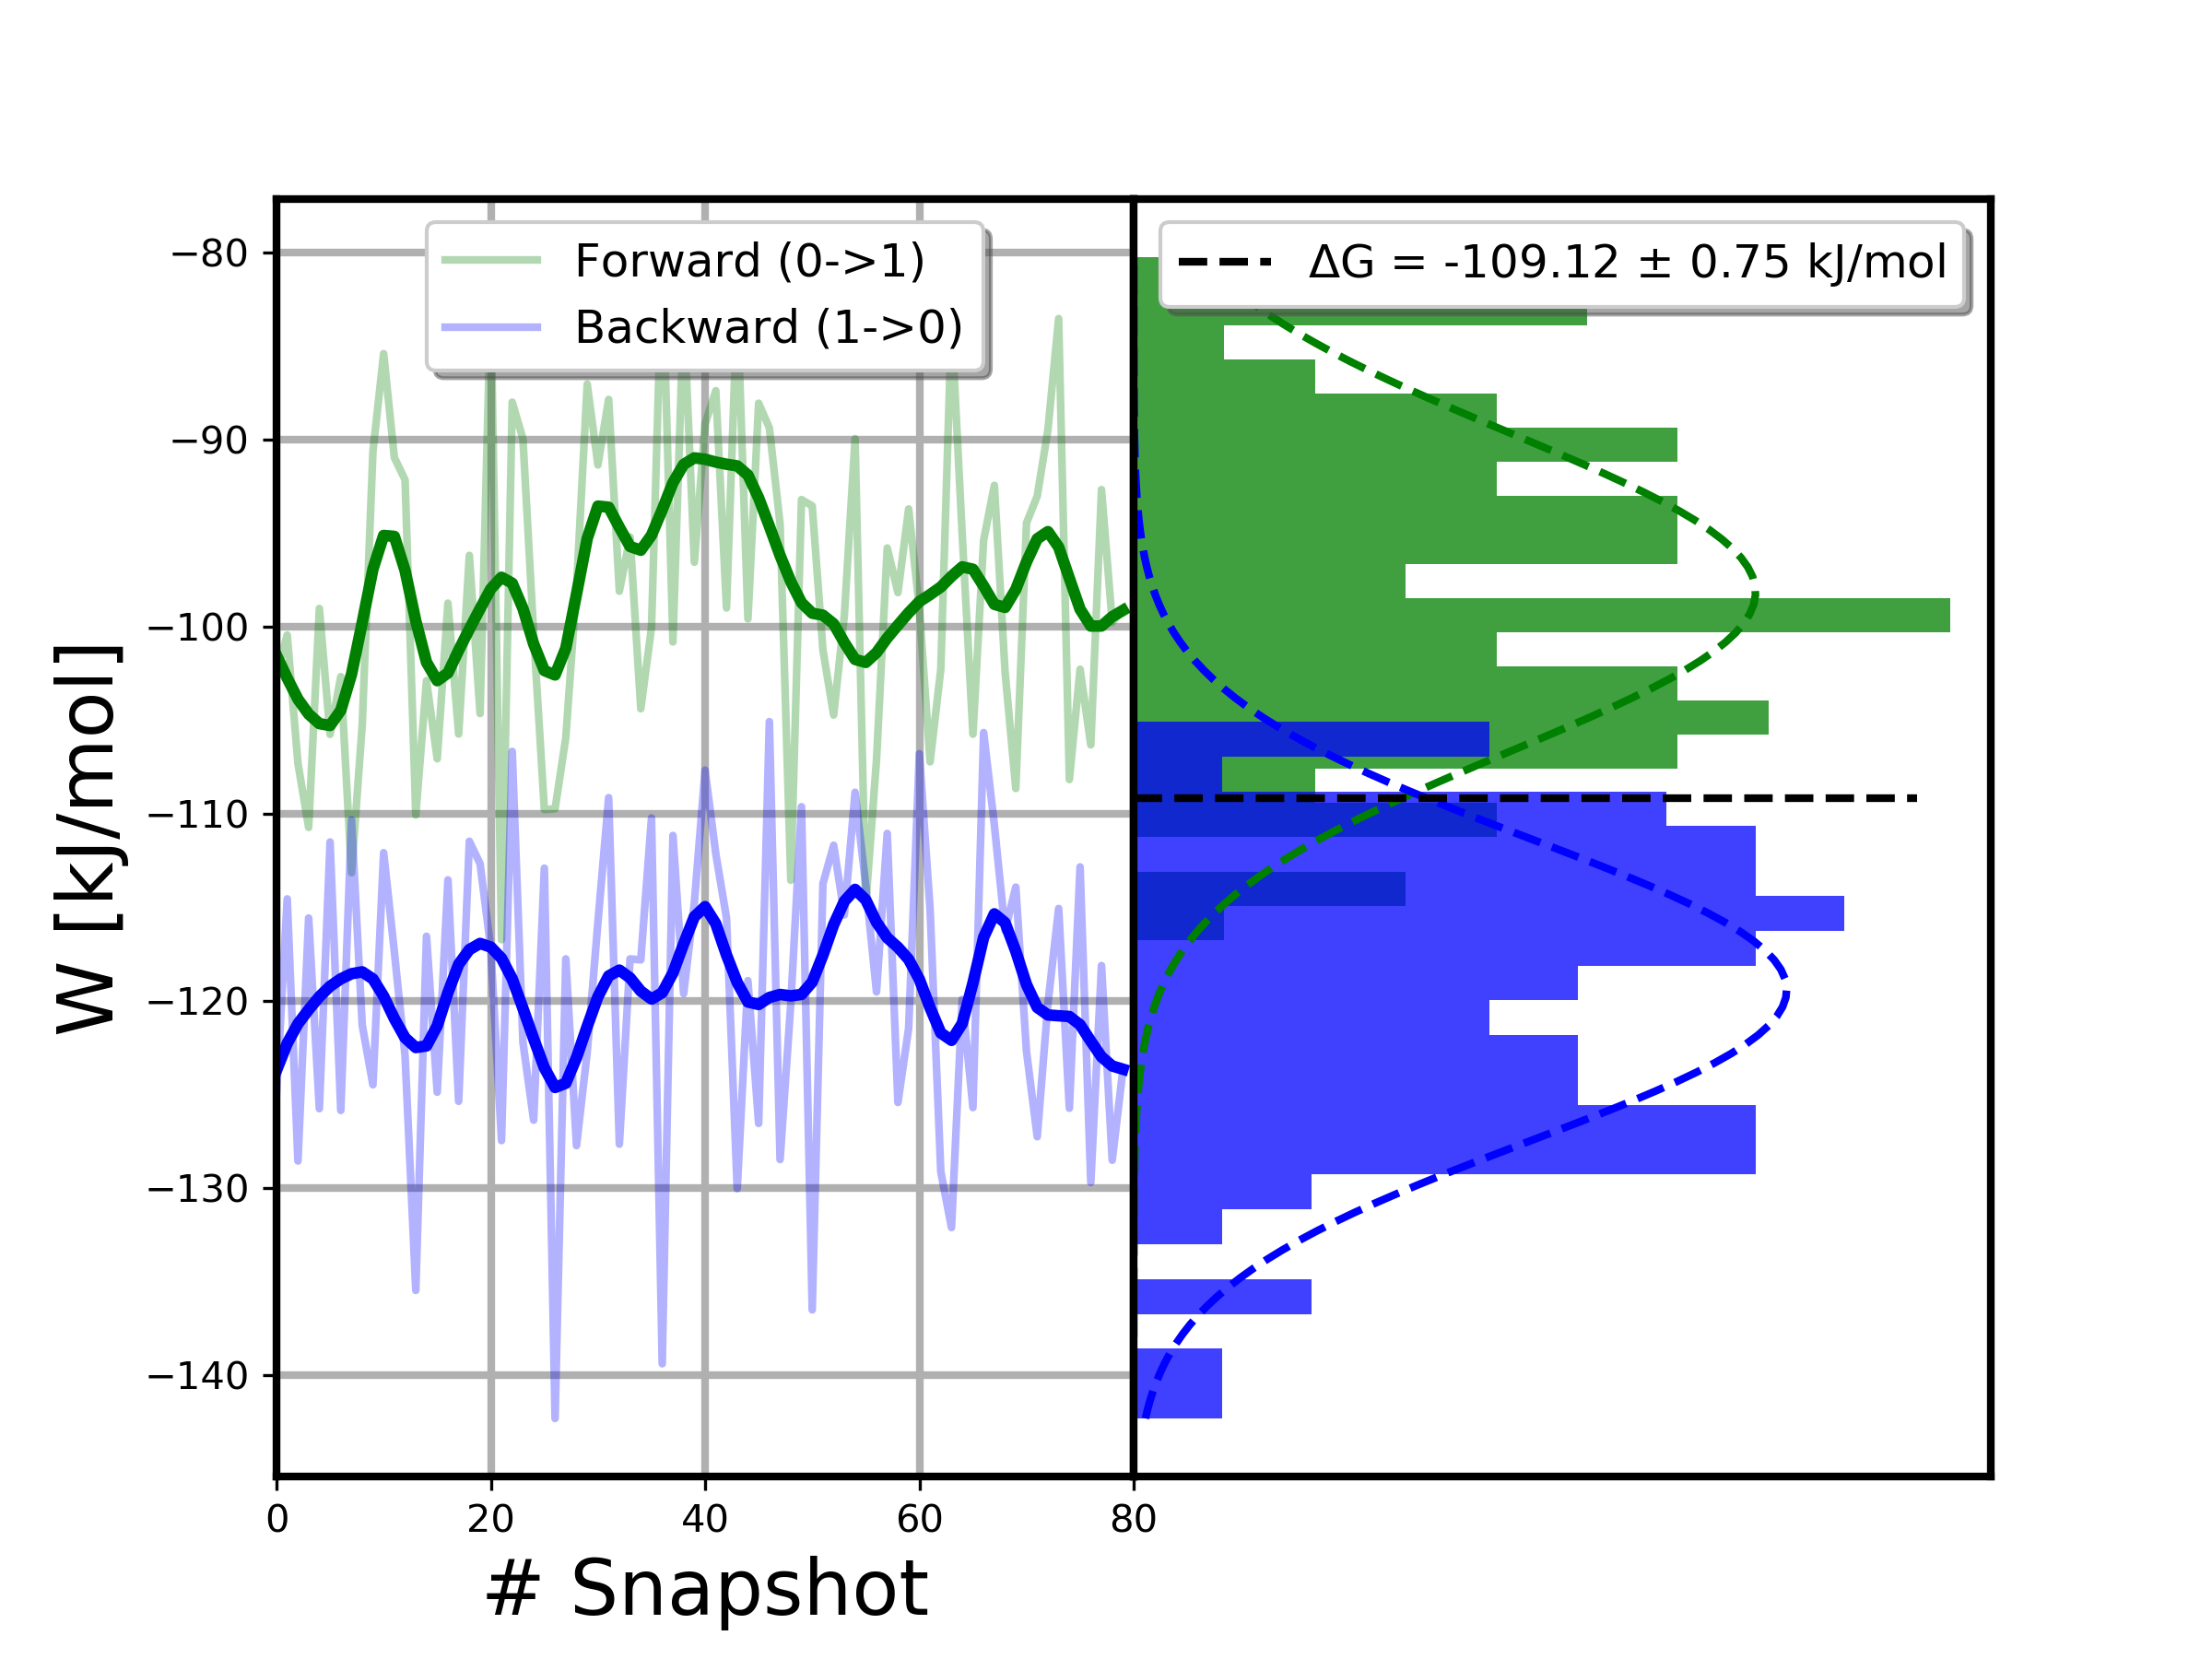 Forward (0->1)
Backward (1->0)
ΔG = -109.12 ± 0.75 kJ/mol
W [kJ/mol]
−80
−90
−100
−110
−120
−130
−140
0 20 40 60 80
# Snapshot